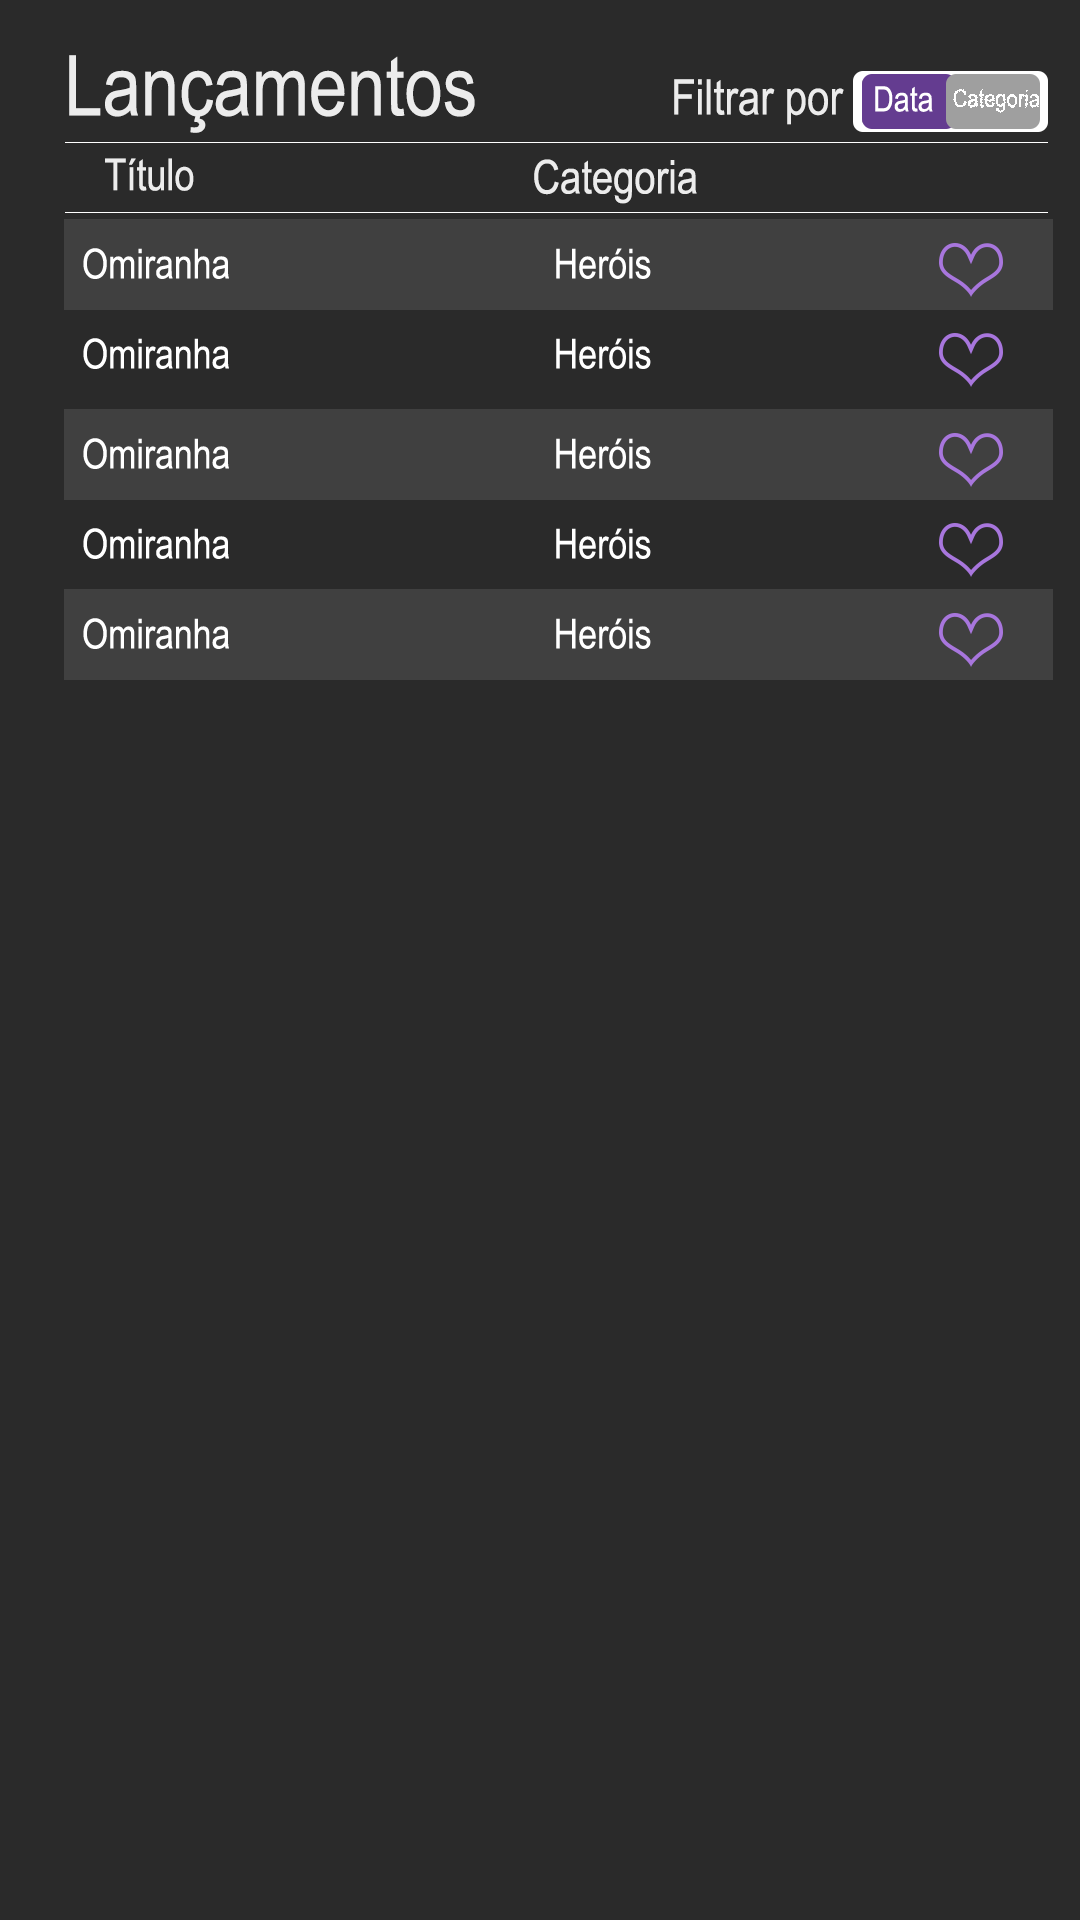 Lançamentos
Filtrar por Data Categoria
Título Categoria
Omiranha Heróis
Omiranha Heróis
Omiranha Heróis
Omiranha Heróis
Omiranha Heróis